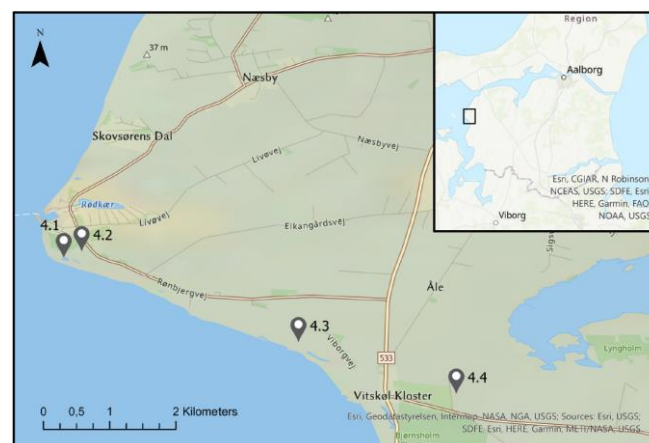 N
37 m
Næsby
Skovsørens Dal
Næsbyvej
Livøvej
Rødkær
4.1
4.2
Livøvej
Elkangårdsvej
Rønbjergvej
Åle
4.3
Viborgvej
533
Lyngholm
4.4
Vitskøl Kloster
Bjørnsholm
0 0,5 1 2 Kilometers
Esri, Geodatastyrelsen, Intermap, NASA, NGA, USGS; Sources: Esri, USGS;
SDFE, Esri, HERE, Garmin, METI/NASA, USGS
Region
Aalborg
Viborg
Esri, CGIAR, N Robinson,
NCEAS, USGS; SDFE, Esri,
HERE, Garmin, FAO,
NOAA, USGS